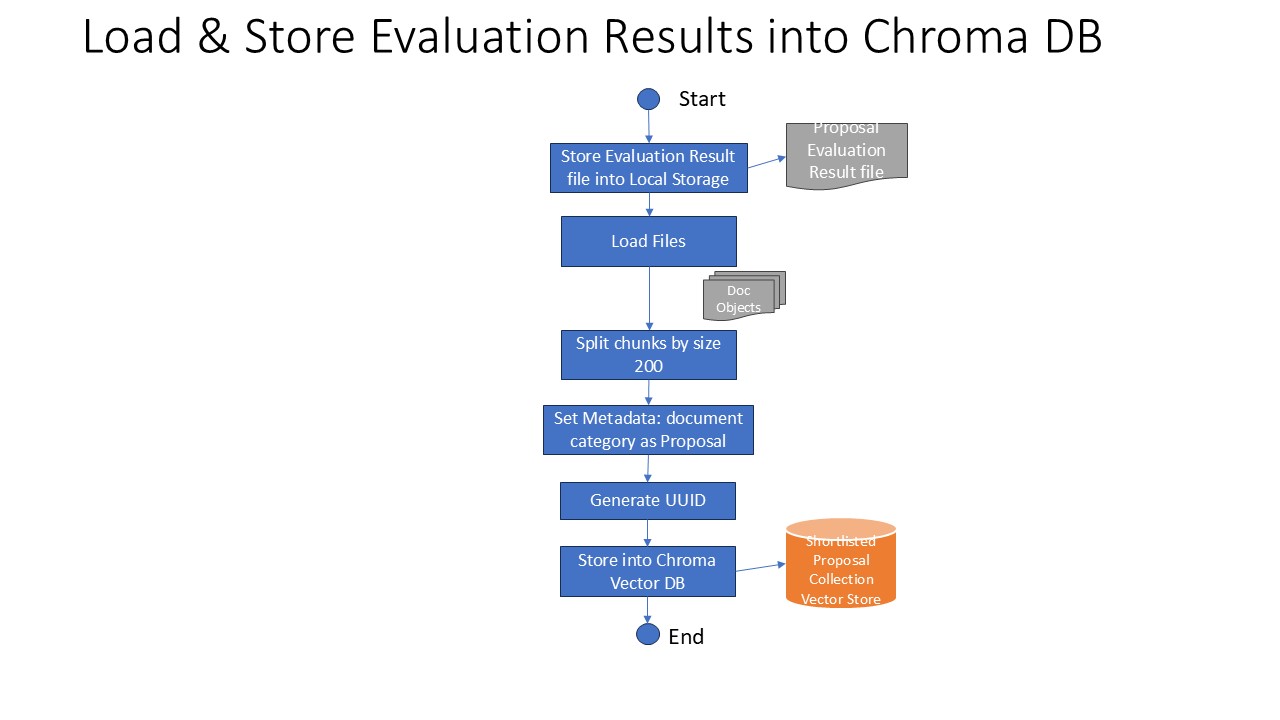 Load & Store Evaluation Results into Chroma DB
Start
Proposal
Evaluation
Result file
Store Evaluation Result
file into Local Storage
Load Files
Doc
Objects
Split chunks by size
200
Set Metadata: document
category as Proposal
Generate UUID
Store into Chroma
Vector DB
Shortlisted
Proposal
Collection
Vector Store
End